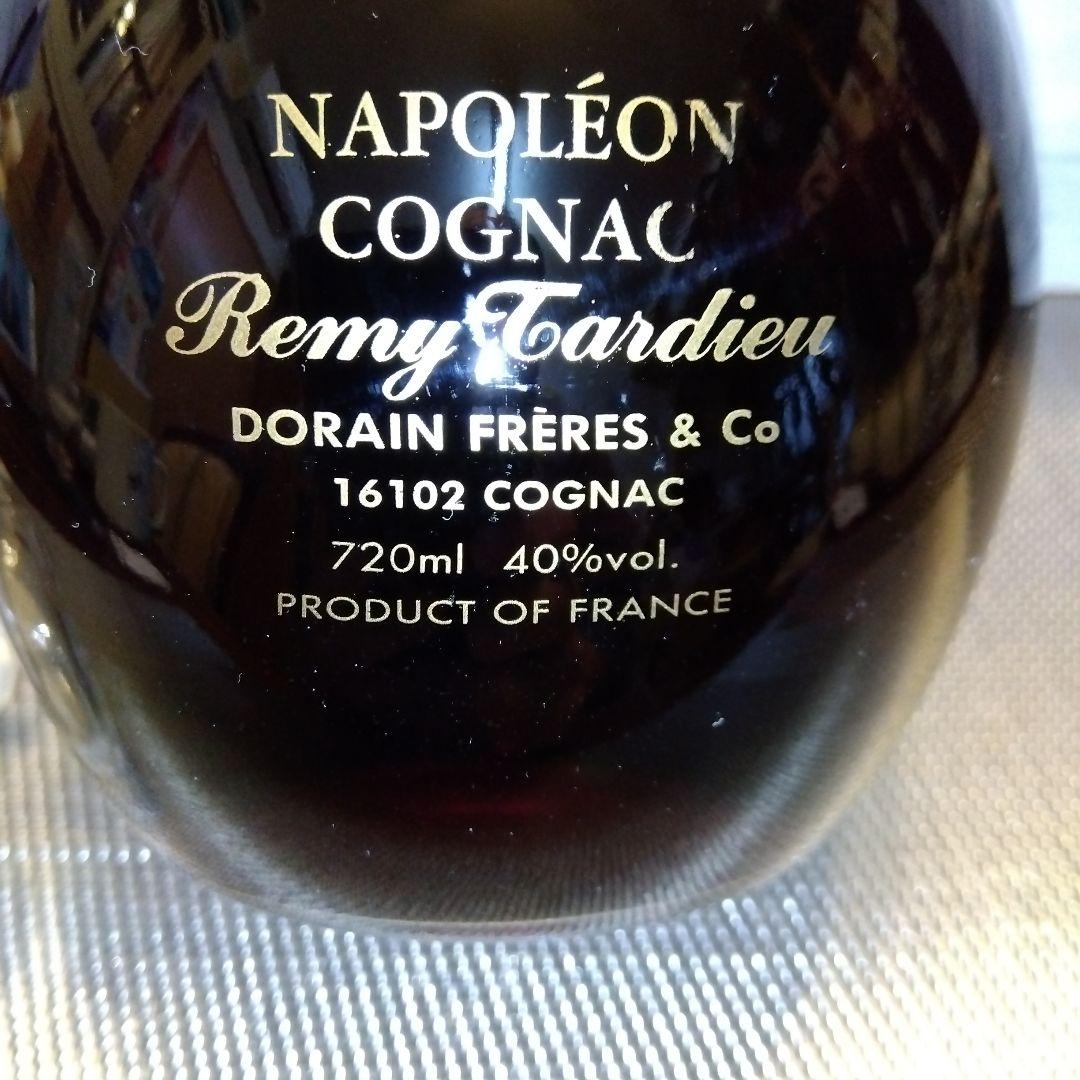 NAPOLÉON
COGNAC
Remy Tardieu
DORAIN FRÈRES & Co
16102 COGNAC
720ml 40%vol.
PRODUCT OF FRANCE